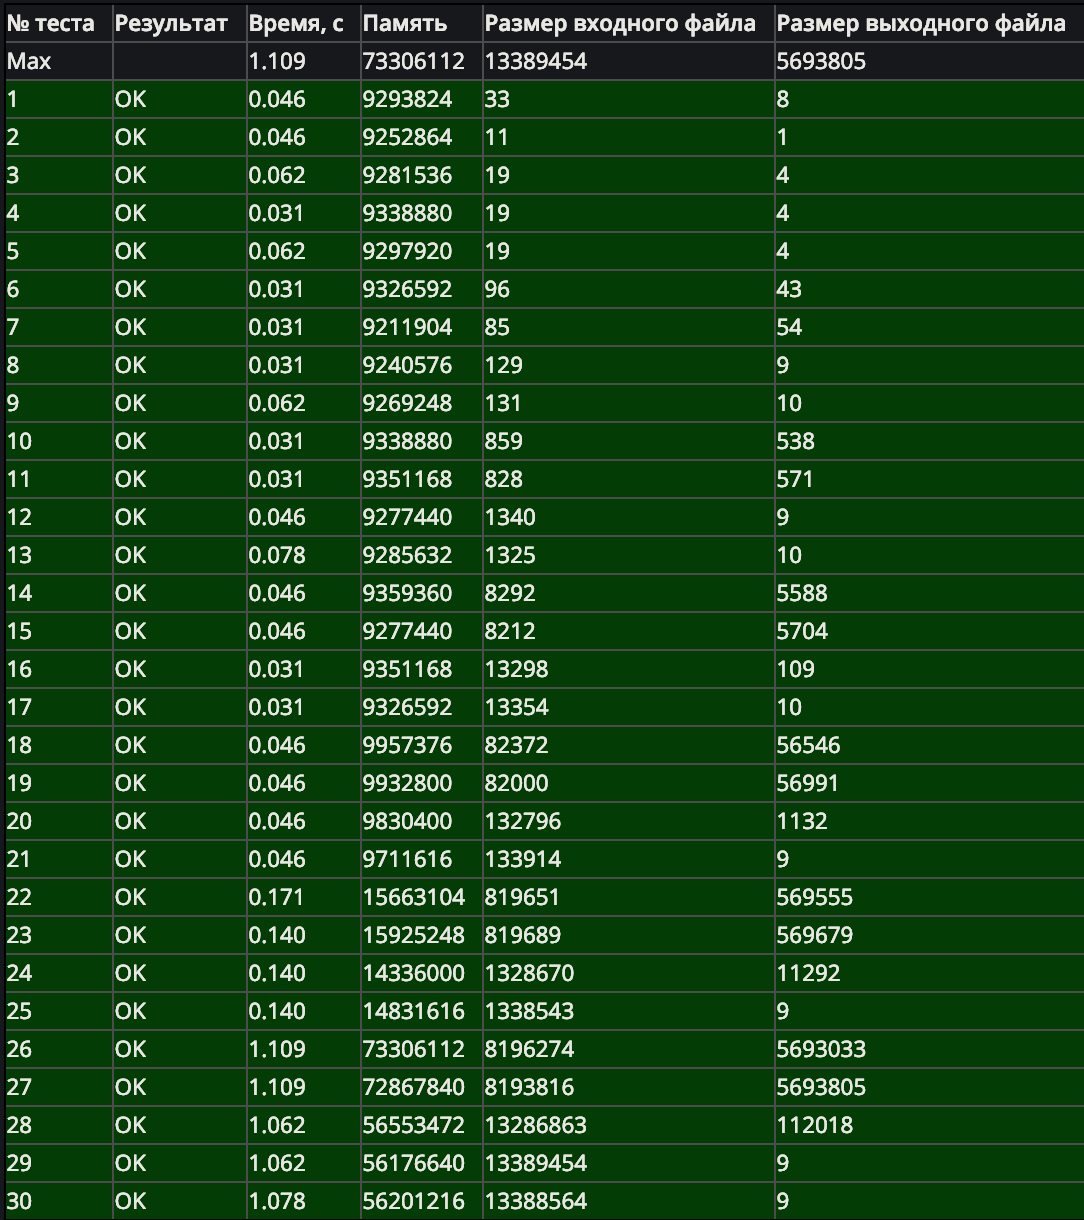 № теста Результат Время, с Память Размер входного файла Размер выходного файла
Max 1.109 73306112 13389454 5693805
1 OK 0.046 9293824 33 8
2 OK 0.046 9252864 11 1
3 OK 0.062 9281536 19 4
4 OK 0.031 9338880 19 4
5 OK 0.062 9297920 19 4
6 OK 0.031 9326592 96 43
7 OK 0.031 9211904 85 54
8 OK 0.031 9240576 129 9
9 OK 0.062 9269248 131 10
10 OK 0.031 9338880 859 538
11 OK 0.031 9351168 828 571
12 OK 0.046 9277440 1340 9
13 OK 0.078 9285632 1325 10
14 OK 0.046 9359360 8292 5588
15 OK 0.046 9277440 8212 5704
16 OK 0.031 9351168 13298 109
17 OK 0.031 9326592 13354 10
18 OK 0.046 9957376 82372 56546
19 OK 0.046 9932800 82000 56991
20 OK 0.046 9830400 132796 1132
21 OK 0.046 9711616 133914 9
22 OK 0.171 15663104 819651 569555
23 OK 0.140 15925248 819689 569679
24 OK 0.140 14336000 1328670 11292
25 OK 0.140 14831616 1338543 9
26 OK 1.109 73306112 8196274 5693033
27 OK 1.109 72867840 8193816 5693805
28 OK 1.062 56553472 13286863 112018
29 OK 1.062 56176640 13389454 9
30 OK 1.078 56201216 13388564 9